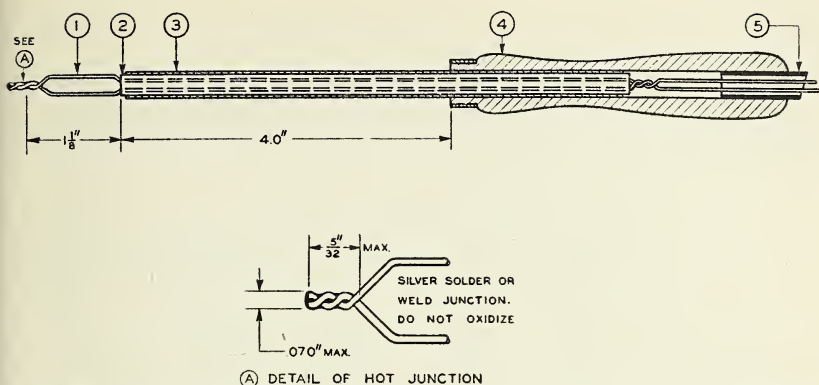 1
2
3
4
5
SEE
A
1 1/8"
4.0"
5"/32 MAX.
SILVER SOLDER OR
WELD JUNCTION.
DO NOT OXIDIZE
.070" MAX.
A DETAIL OF HOT JUNCTION